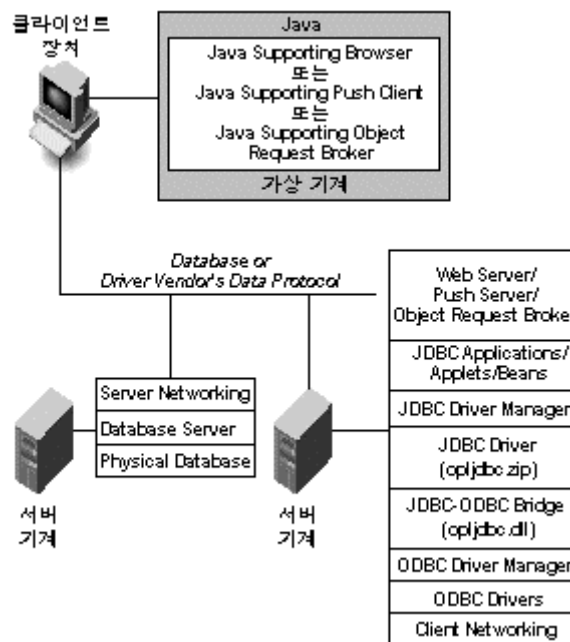 클라이언트
장치
Java
Java Supporting Browser
또는
Java Supporting Push Client
또는
Java Supporting Object
Request Broker
가상 기계
Database or
Driver Vendor's Data Protocol
Server Networking
Database Server
Physical Database
서버
기계
서버
기계
Web Server/
Push Server/
Object Request Broke
JDBC Applications/
Applets/Beans
JDBC Driver Manager
JDBC Driver
(opljdbc.zip)
JDBC-ODBC Bridge
(opljdbc.dll)
ODBC Driver Manager
ODBC Drivers
Client Networking